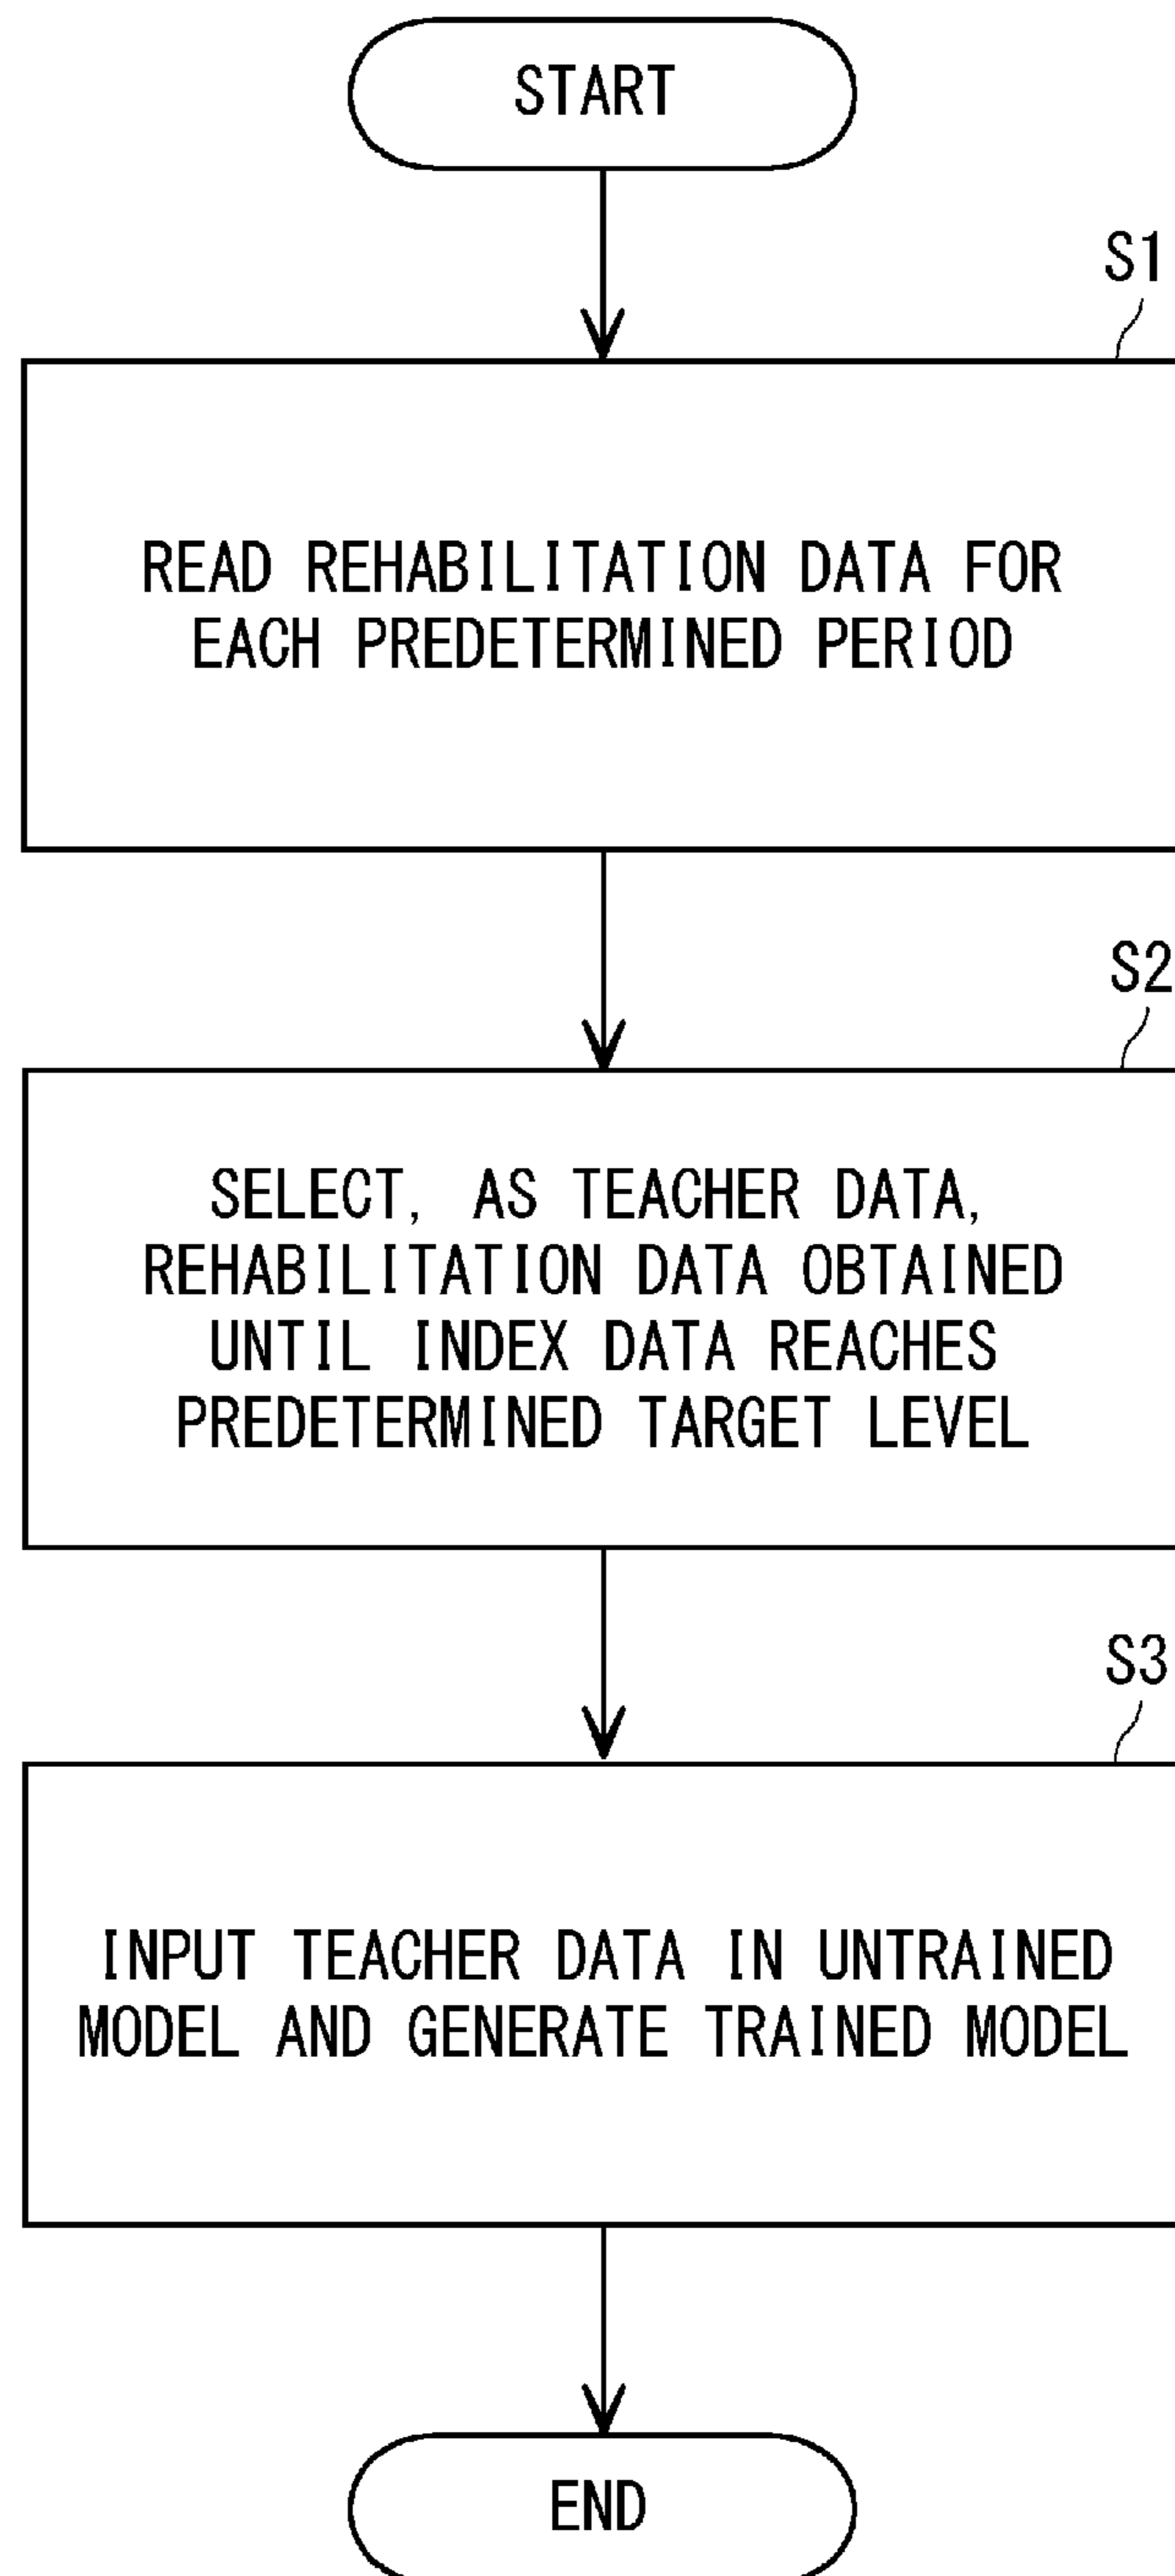 START
S1
READ REHABILITATION DATA FOR
EACH PREDETERMINED PERIOD
S2
SELECT, AS TEACHER DATA,
REHABILITATION DATA OBTAINED
UNTIL INDEX DATA REACHES
PREDETERMINED TARGET LEVEL
S3
INPUT TEACHER DATA IN UNTRAINED
MODEL AND GENERATE TRAINED MODEL
END